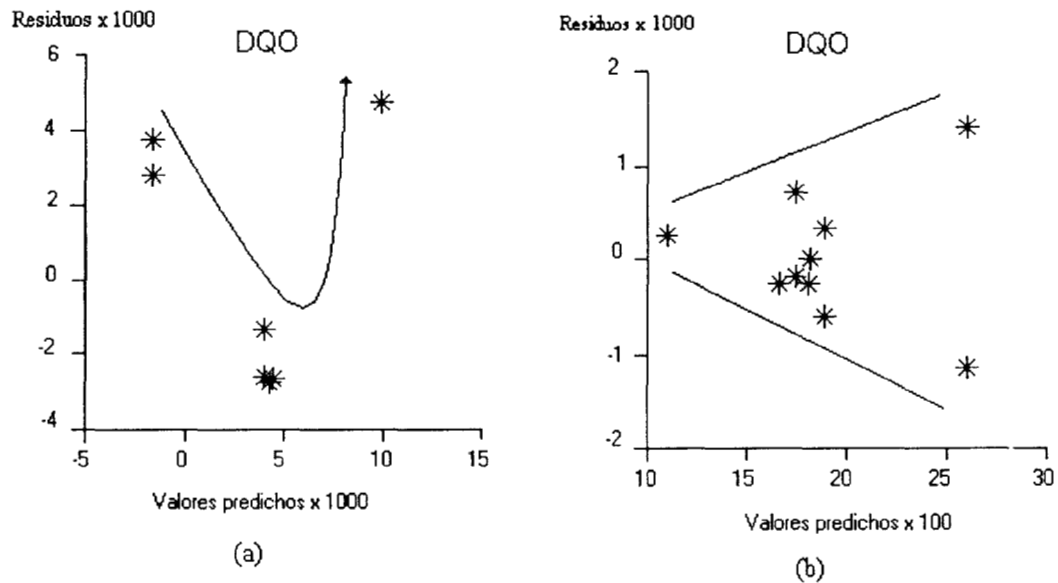 Residuos x 1000
DQO
6
4
2
0
-2
-4
-5 0 5 10 15
Valores predichos x 1000
(a)
Residuos x 1000
DQO
2
1
0
-1
-2
10 15 20 25 30
Valores predichos x 100
(b)